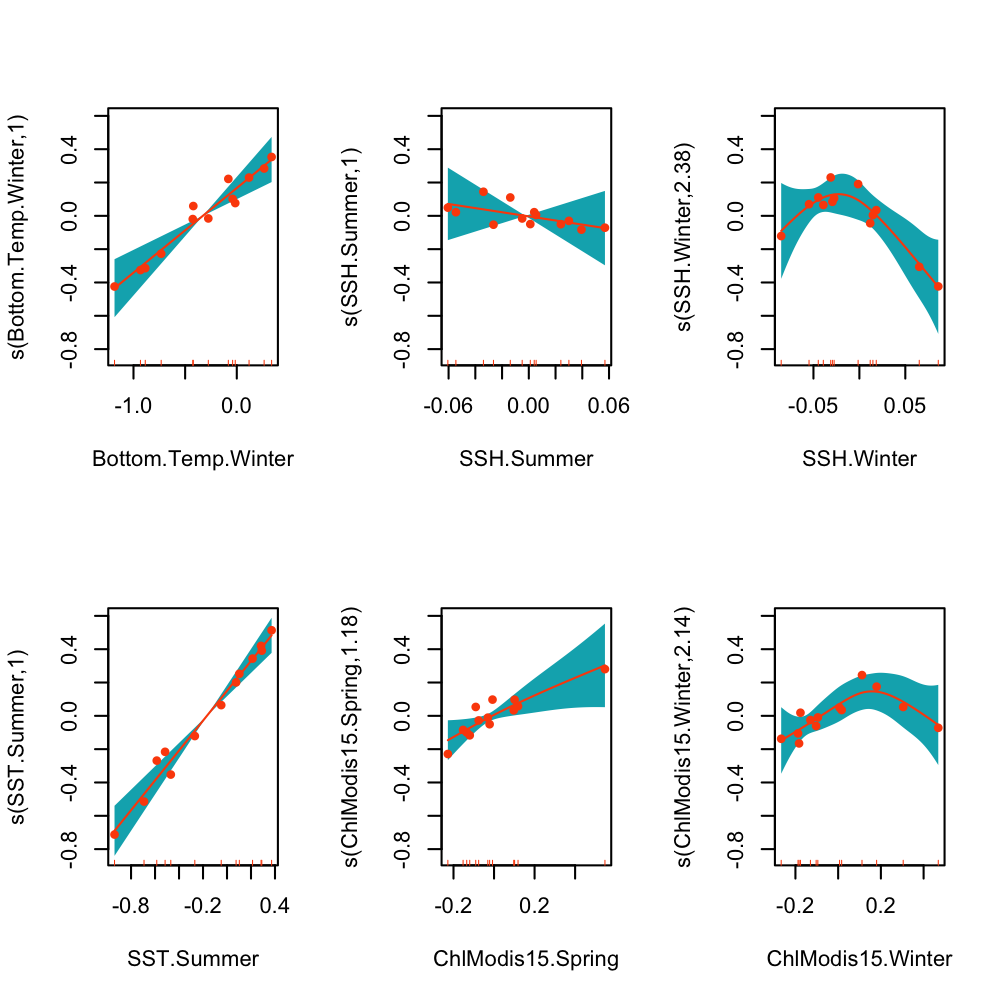 s(Bottom.Temp.Winter,1)
0.4
0.0
-0.4
-0.8
-1.0 0.0
Bottom.Temp.Winter
s(SSH.Summer,1)
0.4
0.0
-0.4
-0.8
-0.06 0.00 0.06
SSH.Summer
s(SSH.Winter,2.38)
0.4
0.0
-0.4
-0.8
-0.05 0.05
SSH.Winter
s(SST.Summer,1)
0.4
0.0
-0.4
-0.8
-0.8 -0.2 0.4
SST.Summer
s(ChlModis15.Spring,1.18)
0.4
0.0
-0.4
-0.8
-0.2 0.2
ChlModis15.Spring
s(ChlModis15.Winter,2.14)
0.4
0.0
-0.4
-0.8
-0.2 0.2
ChlModis15.Winter